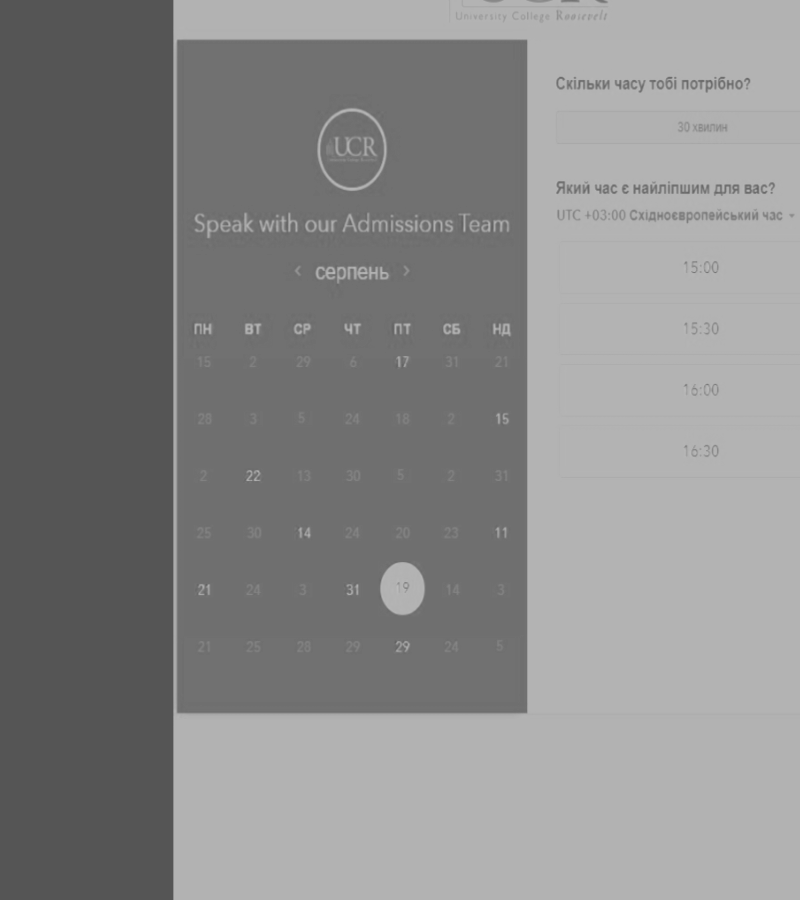 University College Roosevelt
UCR
Speak with our Admissions Team
‹ серпень ›
ПН ВТ СР ЧТ ПТ СБ НД
15 2 29 6 17 31 21
28 3 5 24 18 2 15
2 22 13 30 5 2 31
25 30 14 24 20 23 11
21 24 3 31 19 14 3
21 25 28 29 29 24 5
Скільки часу тобі потрібно?
30 хвилин
Який час є найліпшим для вас?
UTC +03:00 Східноєвропейський час
15:00
15:30
16:00
16:30